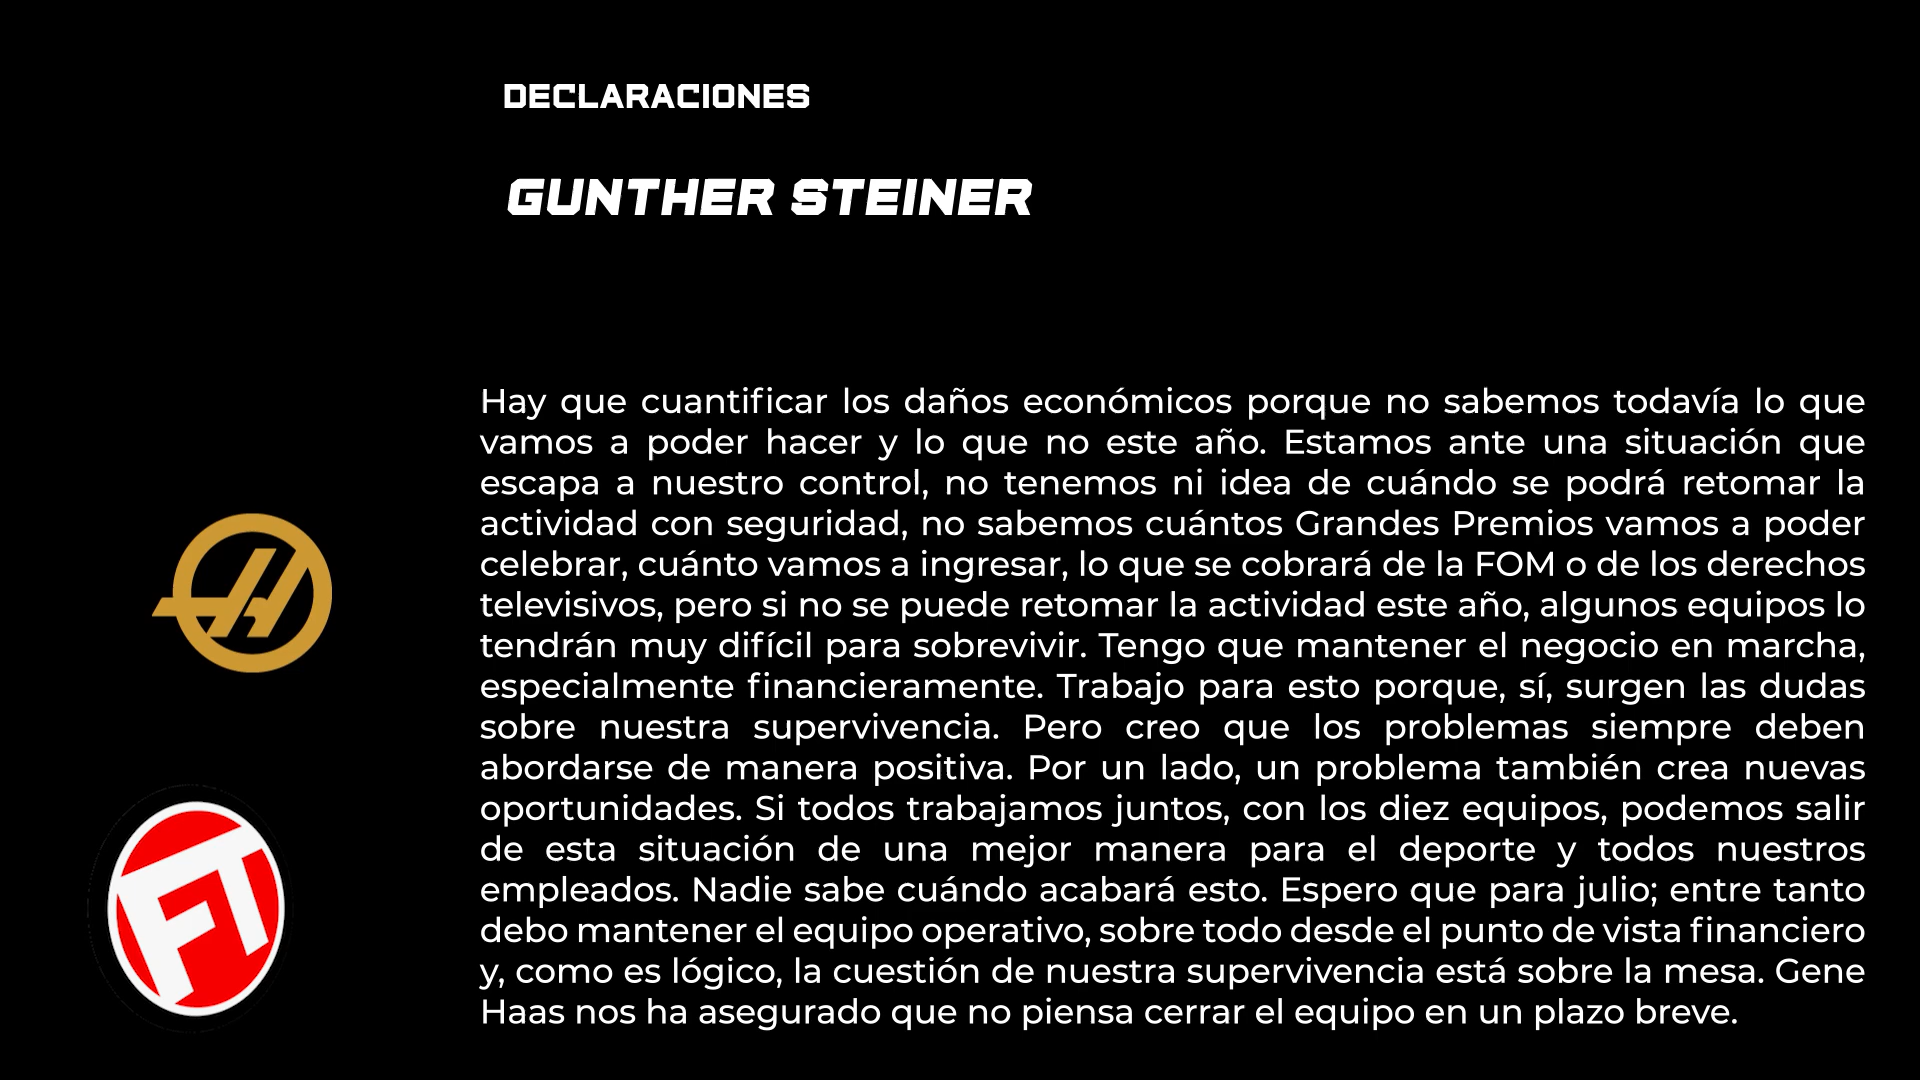 DECLARACIONES
GUNTHER STEINER
Hay que cuantificar los daños económicos porque no sabemos todavía lo que
vamos a poder hacer y lo que no este año. Estamos ante una situación que
escapa a nuestro control, no tenemos ni idea de cuándo se podrá retomar la
actividad con seguridad, no sabemos cuántos Grandes Premios vamos a poder
celebrar, cuánto vamos a ingresar, lo que se cobrará de la FOM o de los derechos
televisivos, pero si no se puede retomar la actividad este año, algunos equipos lo
tendrán muy difícil para sobrevivir. Tengo que mantener el negocio en marcha,
especialmente financieramente. Trabajo para esto porque, sí, surgen las dudas
sobre nuestra supervivencia. Pero creo que los problemas siempre deben
abordarse de manera positiva. Por un lado, un problema también crea nuevas
oportunidades. Si todos trabajamos juntos, con los diez equipos, podemos salir
de esta situación de una mejor manera para el deporte y todos nuestros
empleados. Nadie sabe cuándo acabará esto. Espero que para julio; entre tanto
debo mantener el equipo operativo, sobre todo desde el punto de vista financiero
y, como es lógico, la cuestión de nuestra supervivencia está sobre la mesa. Gene
Haas nos ha asegurado que no piensa cerrar el equipo en un plazo breve.
H
FT